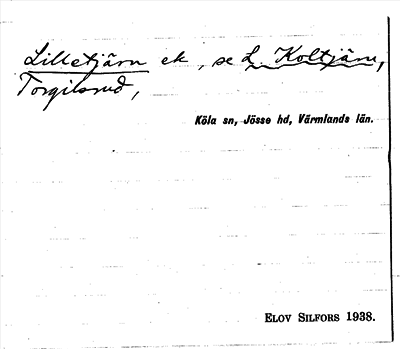 Lilletjärn ek, se L. Koltjärn,
Torgilsrud,
Köla sn, Jösse hd, Värmlands län.
ELOV SILFORS 1938.